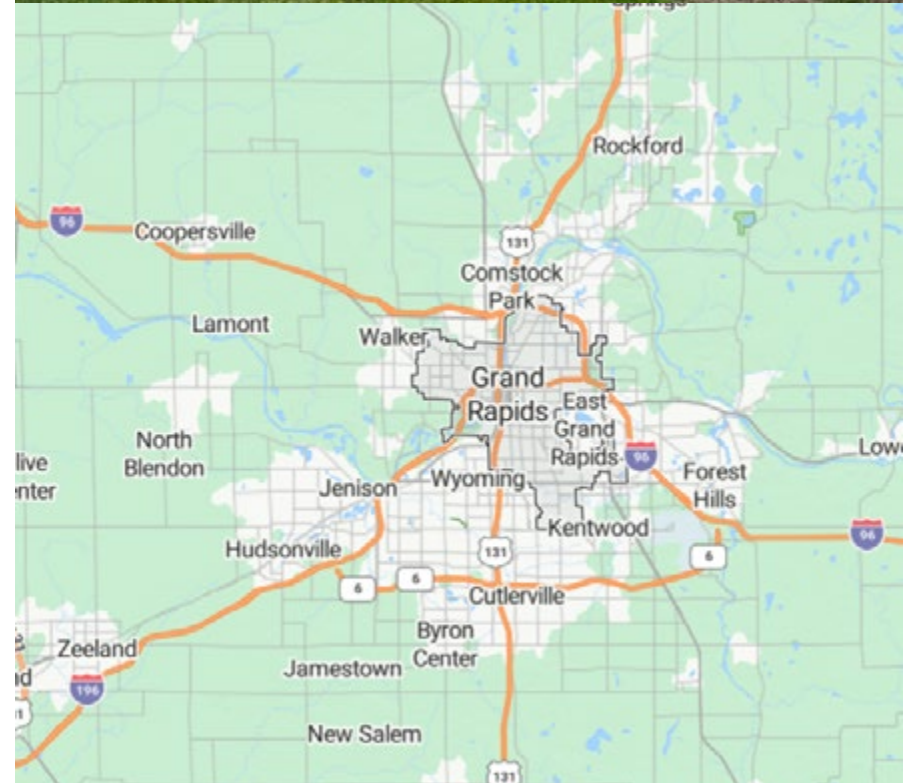 Springs
Rockford
96
Coopersville
131
Comstock
Park
Lamont
Walker
Grand
Rapids
East
Grand
Rapids
North
Blendon
live
enter
96
Forest
Hills
Lowe
Jenison
Wyoming
Kentwood
96
Hudsonville
131
6
6
6
Cutlerville
Zeeland
Byron
Center
Jamestown
196
New Salem
131